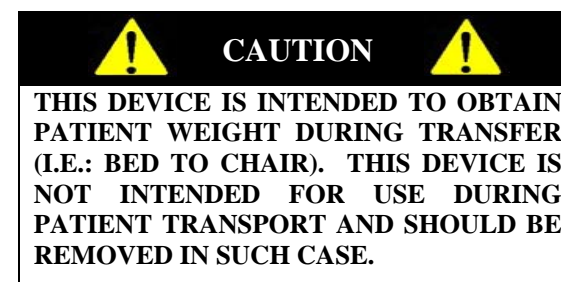 CAUTION
THIS DEVICE IS INTENDED TO OBTAIN
PATIENT WEIGHT DURING TRANSFER
(I.E.: BED TO CHAIR). THIS DEVICE IS
NOT INTENDED FOR USE DURING
PATIENT TRANSPORT AND SHOULD BE
REMOVED IN SUCH CASE.